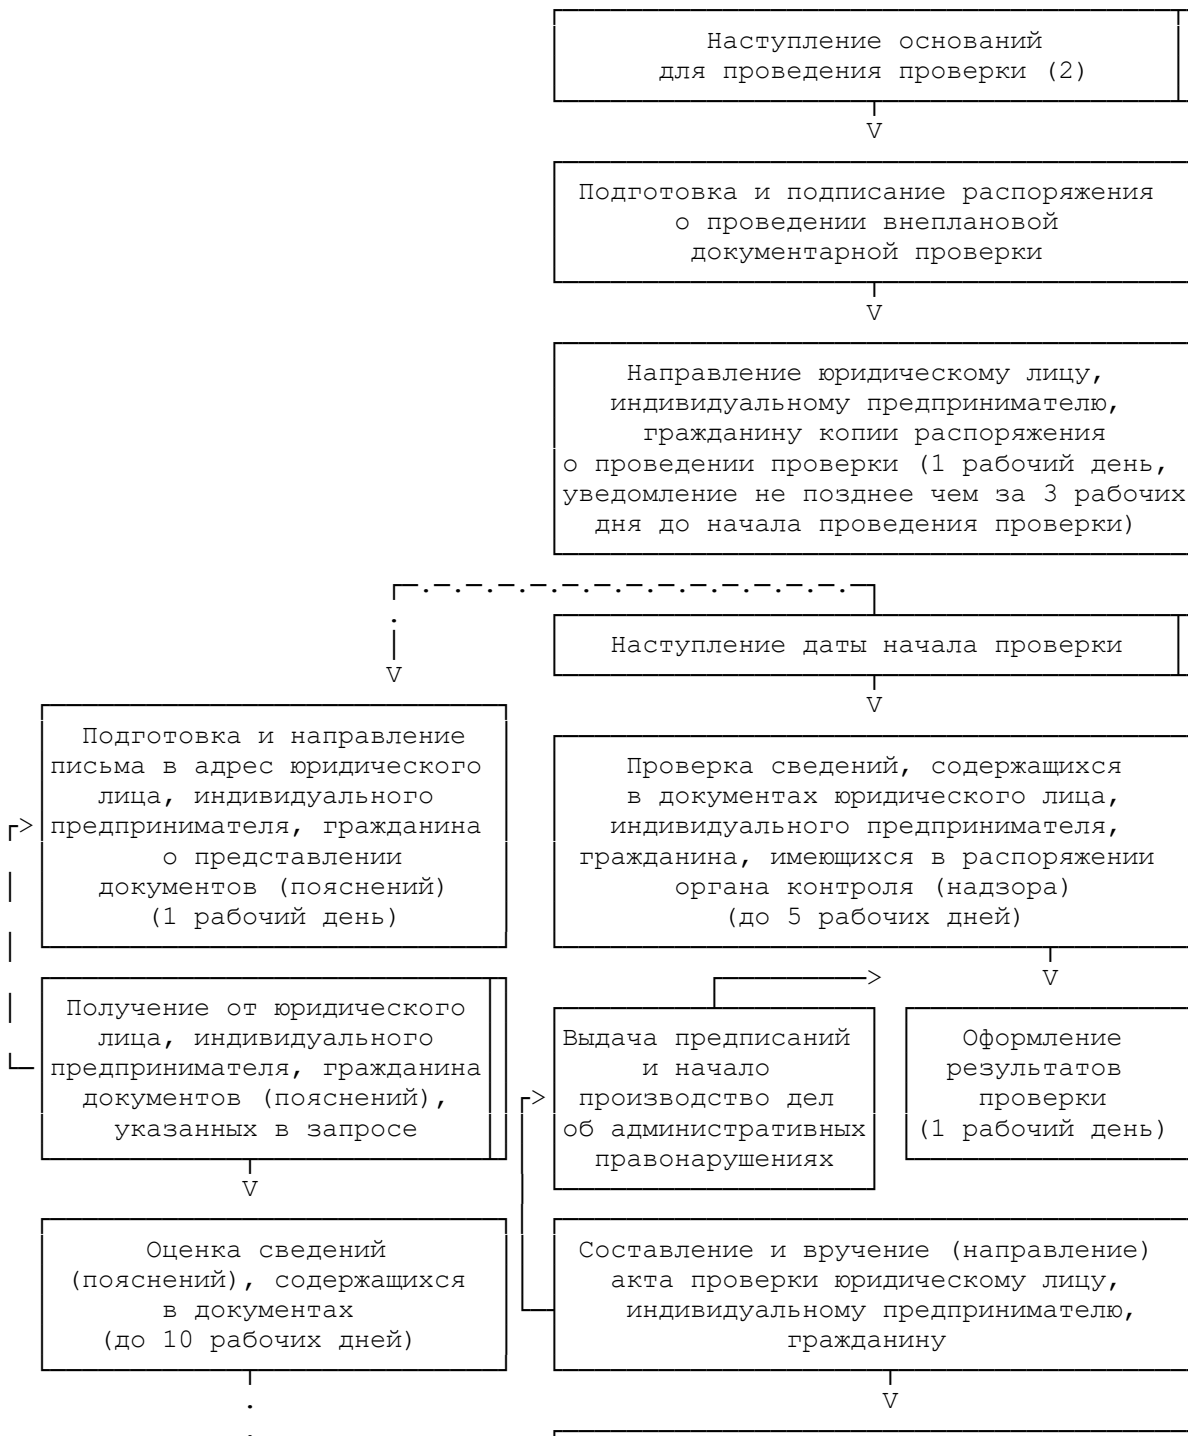 Наступление оснований
для проведения проверки (2)
V
Подготовка и подписание распоряжения
о проведении внеплановой
документарной проверки
V
Направление юридическому лицу,
индивидуальному предпринимателю,
гражданину копии распоряжения
о проведении проверки (1 рабочий день,
уведомление не позднее чем за 3 рабочих
дня до начала проведения проверки)
Наступление даты начала проверки
V
V
Подготовка и направление
письма в адрес юридического
лица, индивидуального
предпринимателя, гражданина
о представлении
документов (пояснений)
(1 рабочий день)
Проверка сведений, содержащихся
в документах юридического лица,
индивидуального предпринимателя,
гражданина, имеющихся в распоряжении
органа контроля (надзора)
(до 5 рабочих дней)
V
Получение от юридического
лица, индивидуального
предпринимателя, гражданина
документов (пояснений),
указанных в запросе
V
Выдача предписаний
и начало
производство дел
об административных
правонарушениях
Оформление
результатов
проверки
(1 рабочий день)
Оценка сведений
(пояснений), содержащихся
в документах
(до 10 рабочих дней)
Составление и вручение (направление)
акта проверки юридическому лицу,
индивидуальному предпринимателю,
гражданину
V